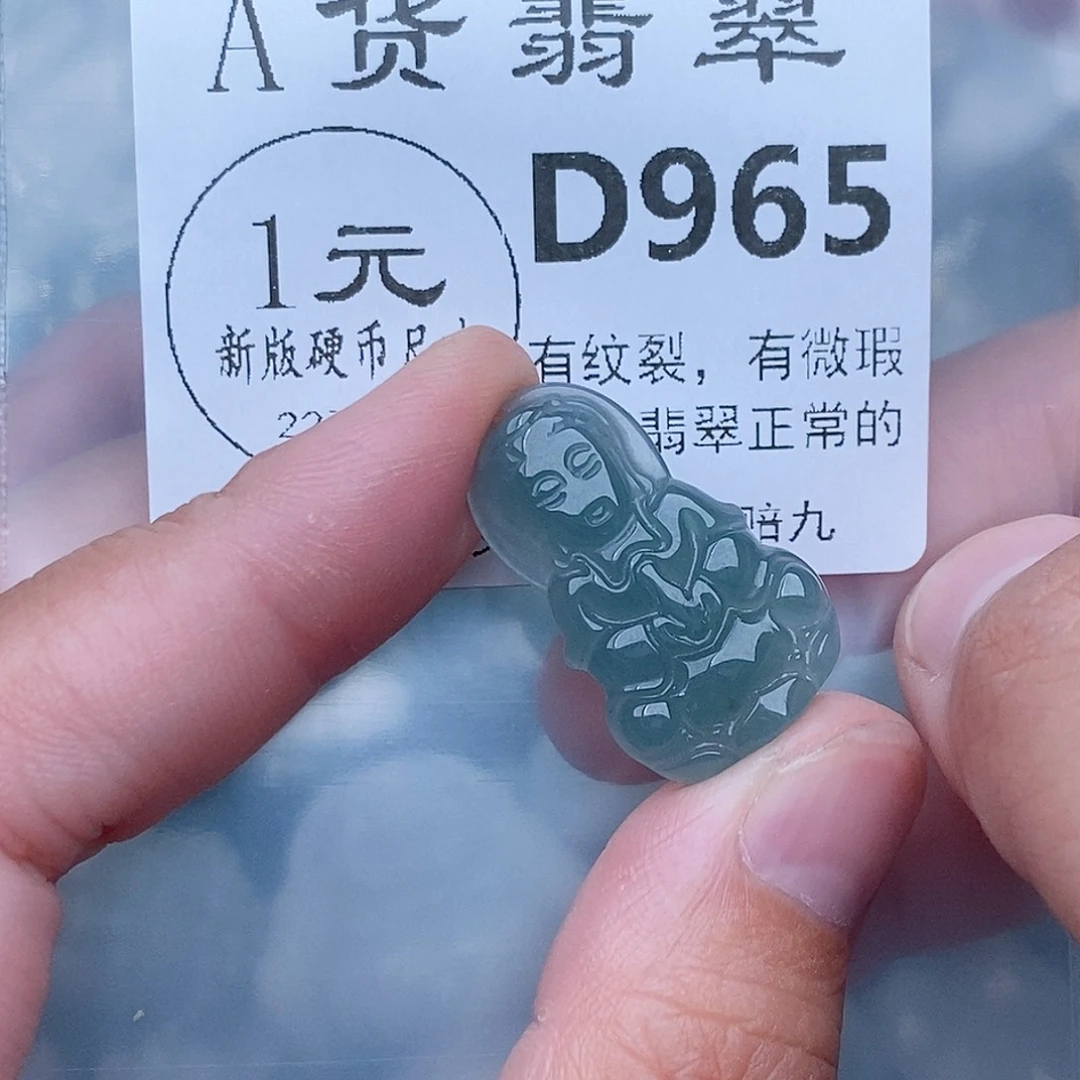 A货翡翠
D965
1元
新版硬币尺
有纹裂，有微瑕
翡翠正常的
赔九